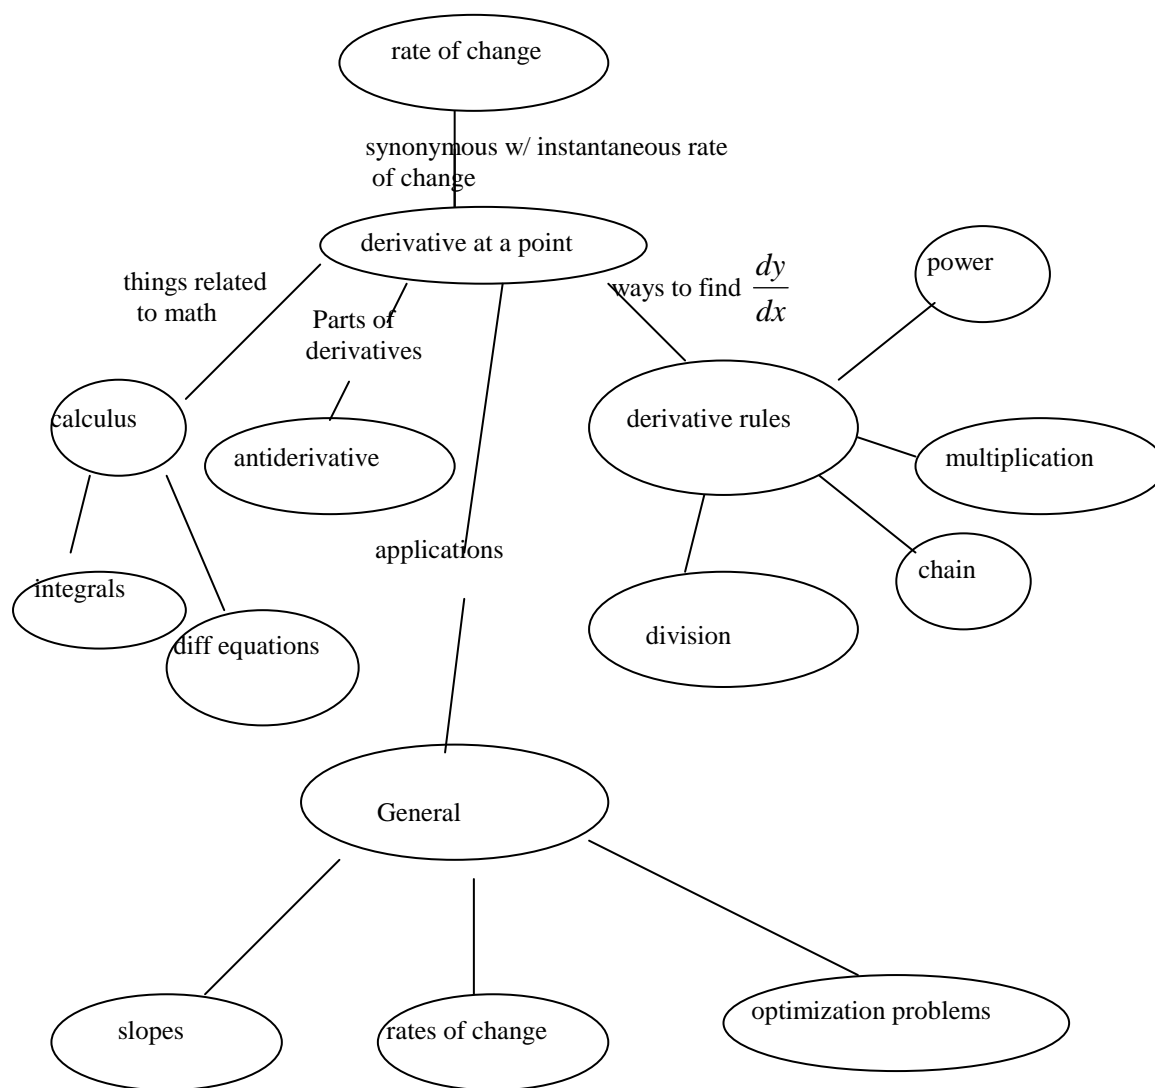 rate of change
synonymous w/ instantaneous rate
of change
derivative at a point
things related
to math
Parts of
derivatives
ways to find dy/dx
power
calculus
antiderivative
derivative rules
multiplication
integrals
diff equations
applications
chain
division
General
slopes
rates of change
optimization problems